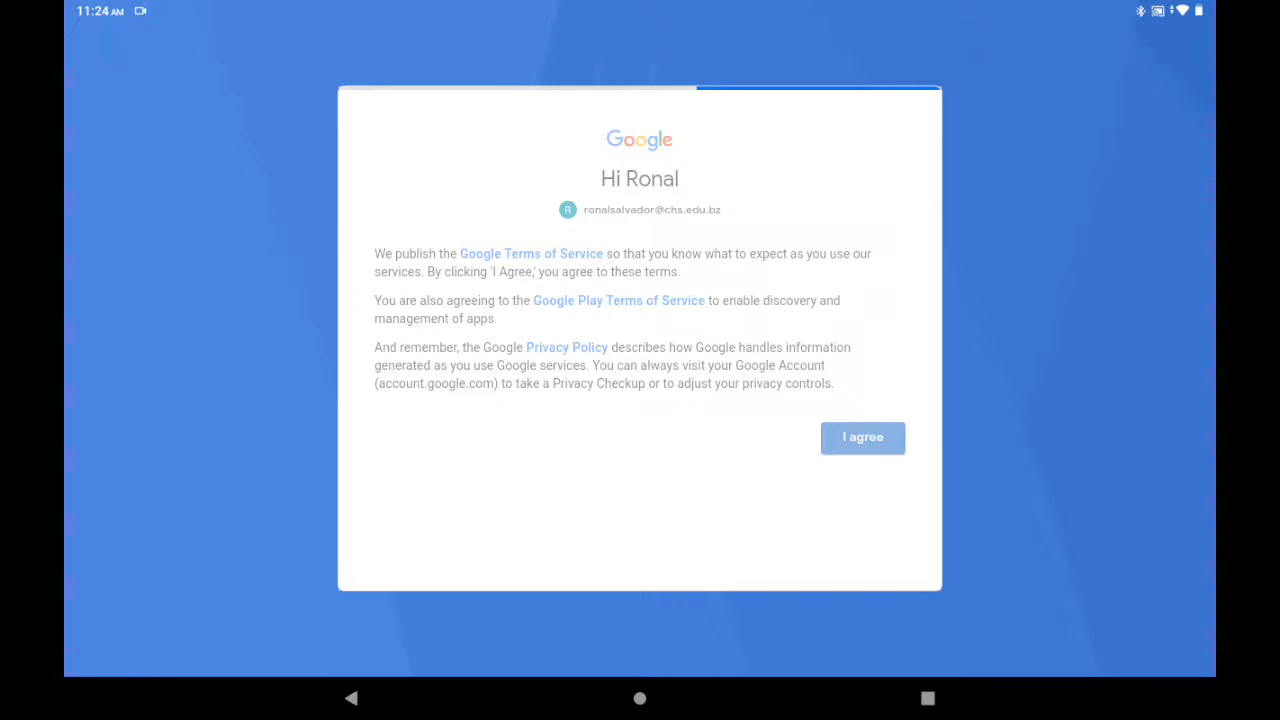 11:24 AM
Google
Hi Ronal
R ronalsalvador@chs.edu.bz
We publish the Google Terms of Service so that you know what to expect as you use our
services. By clicking 'I Agree,' you agree to these terms.
You are also agreeing to the Google Play Terms of Service to enable discovery and
management of apps.
And remember, the Google Privacy Policy describes how Google handles information
generated as you use Google services. You can always visit your Google Account
(account.google.com) to take a Privacy Checkup or to adjust your privacy controls.
I agree